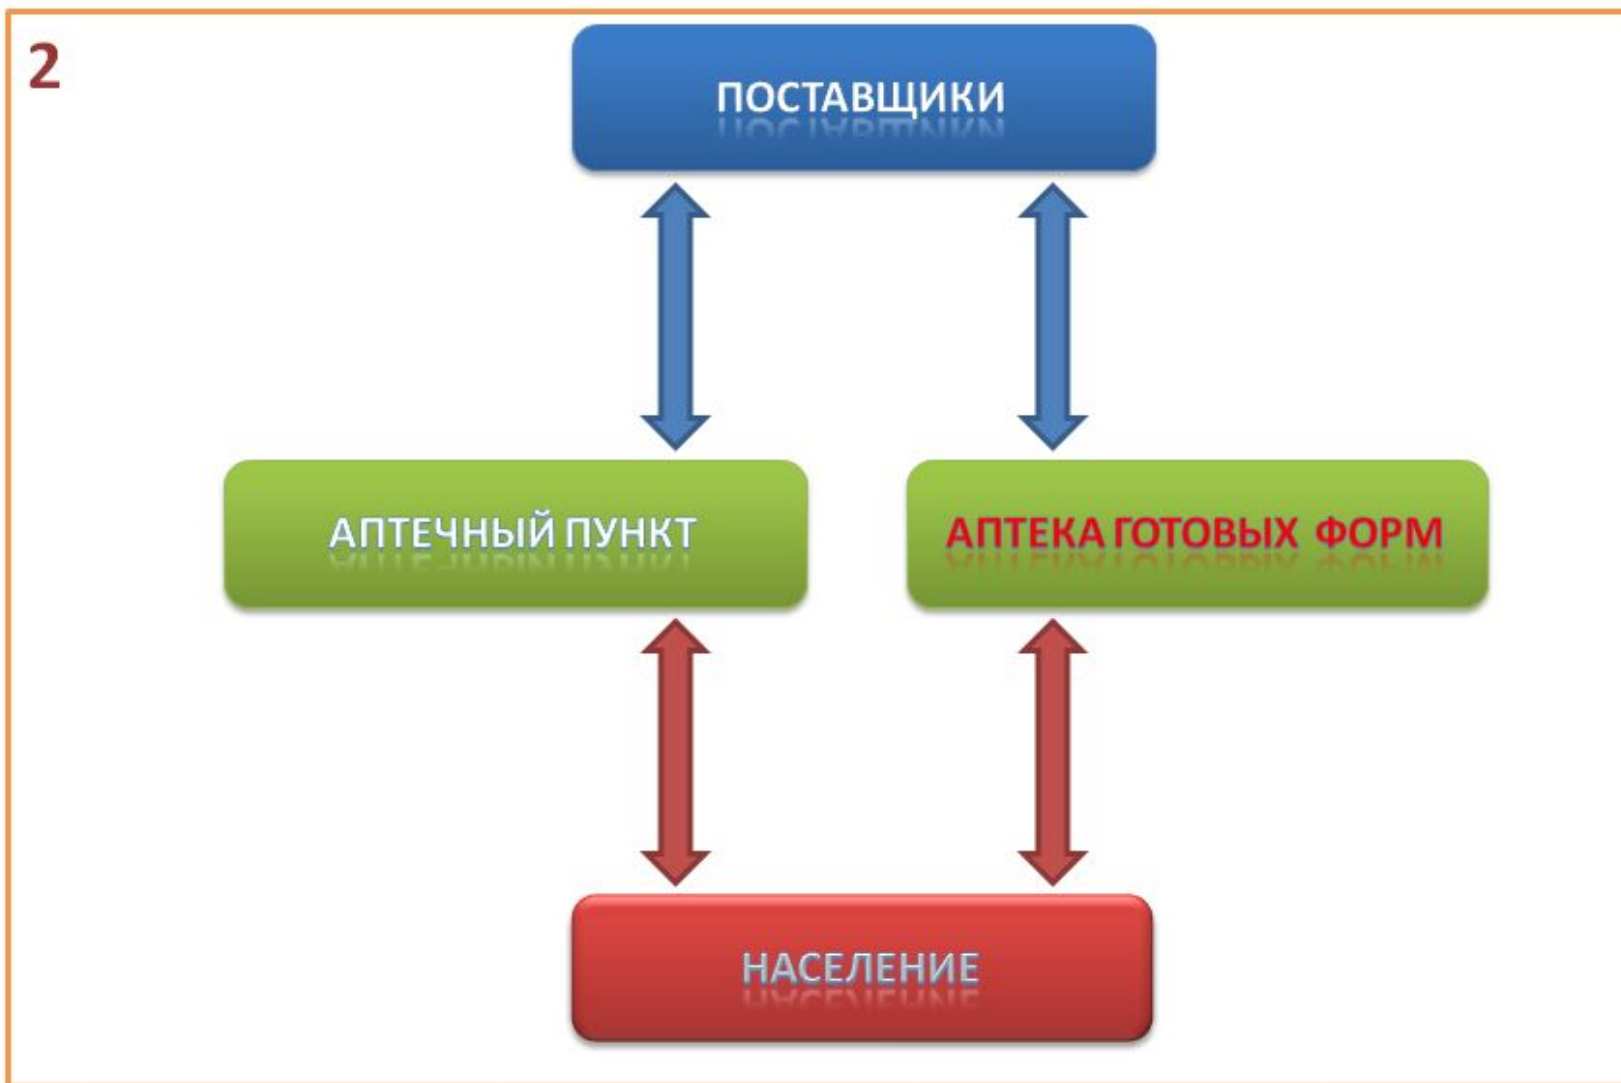 2
ПОСТАВЩИКИ
АПТЕЧНЫЙ ПУНКТ
АПТЕКА ГОТОВЫХ ФОРМ
НАСЕЛЕНИЕ